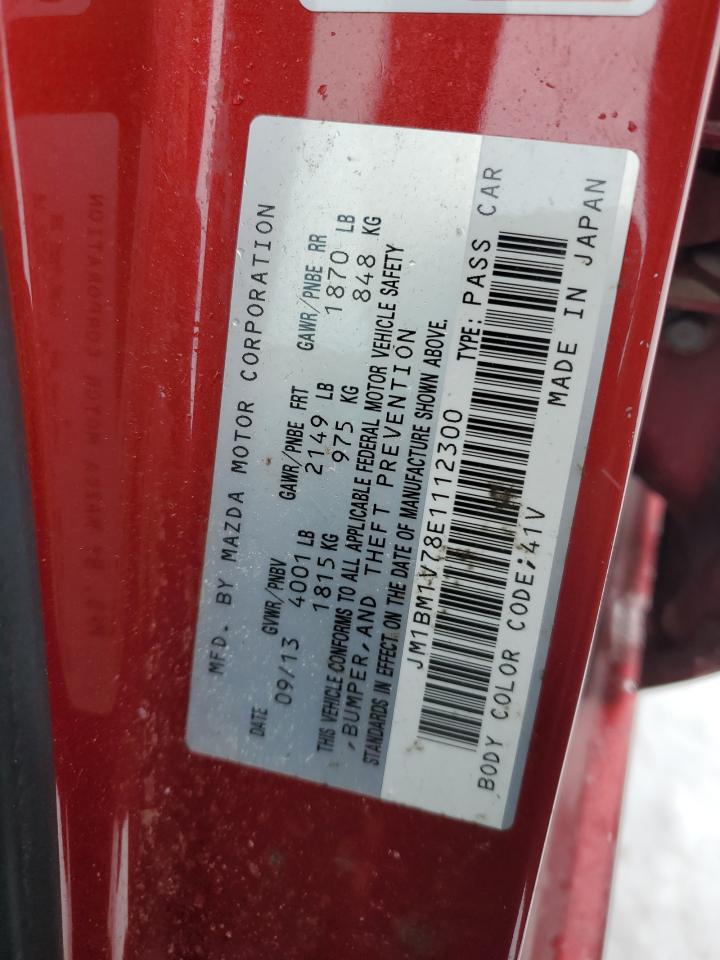 MFD. BY MAZDA MOTOR CORPORATION
DATE GVWR/PNBV GAWR/PNBE FRT GAWR/PNBE RR
09/13 4001 LB 2149 LB 1870 LB
1815 KG 975 KG 848 KG
THIS VEHICLE CONFORMS TO ALL APPLICABLE FEDERAL MOTOR VEHICLE SAFETY
,BUMPER,AND THEFT PREVENTION
STANDARDS IN EFFECT ON THE DATE OF MANUFACTURE SHOWN ABOVE.
JM1BM1V78E1112300 TYPE: PASS CAR
BODY COLOR CODE;41V MADE IN JAPAN